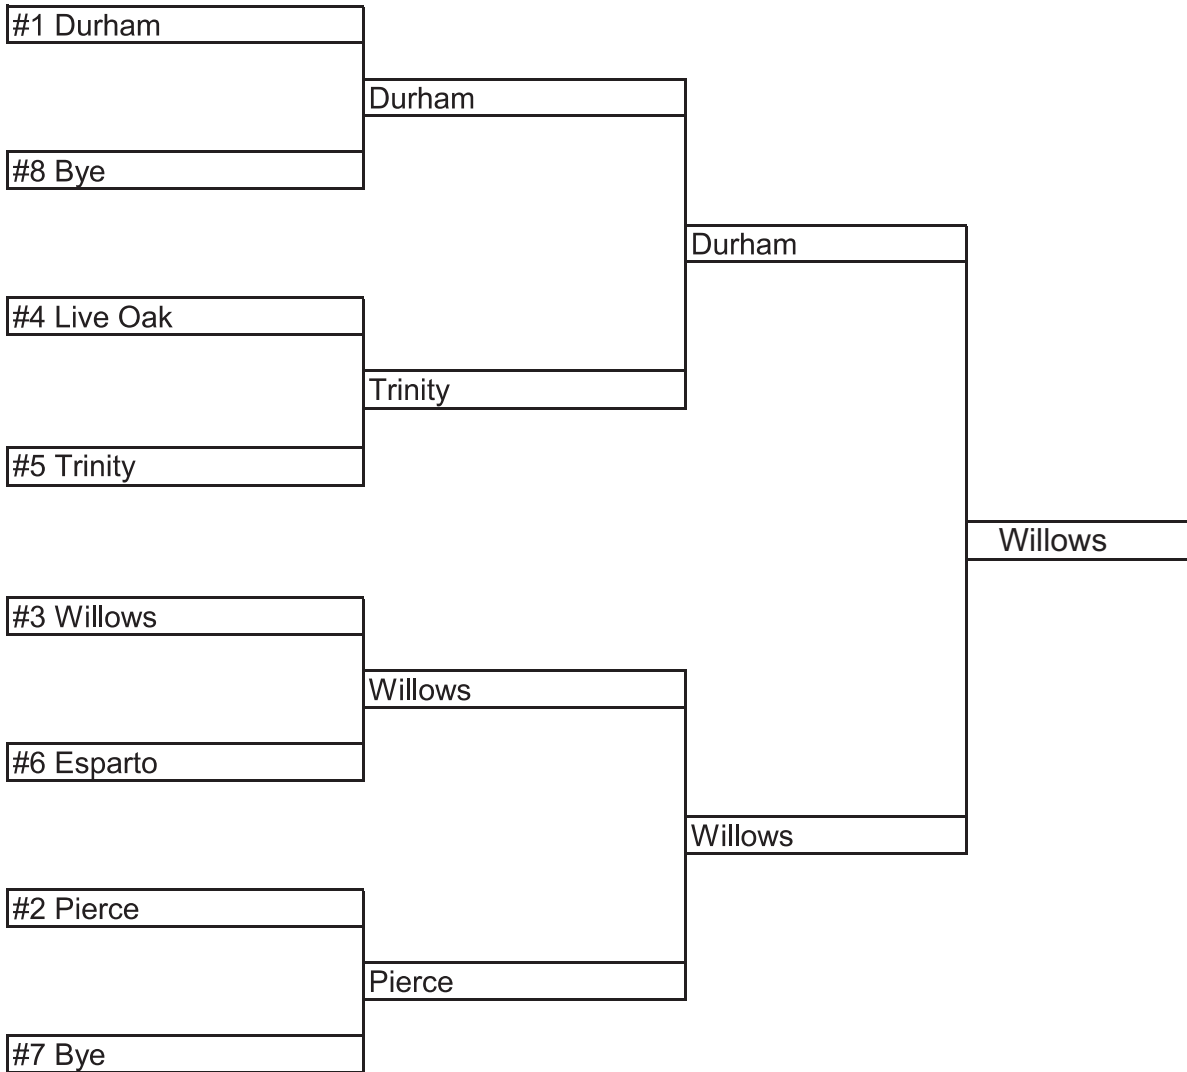 #1 Durham
Durham
#8 Bye
Durham
#4 Live Oak
Trinity
#5 Trinity
Willows
#3 Willows
Willows
#6 Esparto
Willows
#2 Pierce
Pierce
#7 Bye